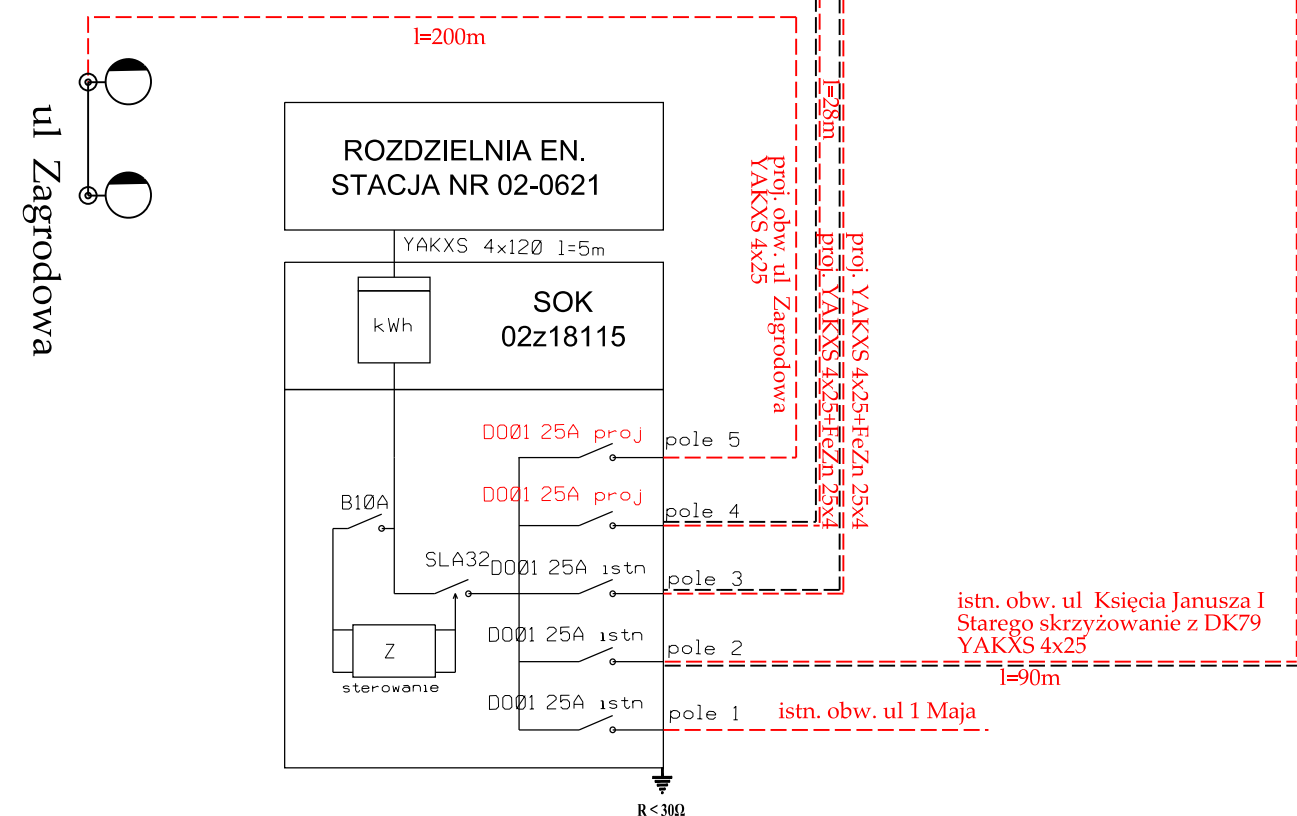 l=200m
ul Zagrodowa
ROZDZIELNIA EN.
STACJA NR 02-0621
YAKXS 4x120 l=5m
kWh
SOK
02z18115
l=28m
proj. obw. ul Zagrodowa
YAKXS 4x25
proj. YAKXS 4x25+FeZn 25x4
proj. YAKXS 4x25+FeZn 25x4
D001 25A proj
pole 5
D001 25A proj
pole 4
B10A
SLA32
D001 25A istn
pole 3
D001 25A istn
pole 2
Z
sterowanie
D001 25A istn
pole 1
istn. obw. ul Księcia Janusza I
Starego skrzyżowanie z DK79
YAKXS 4x25
l=90m
istn. obw. ul 1 Maja
R < 30Ω